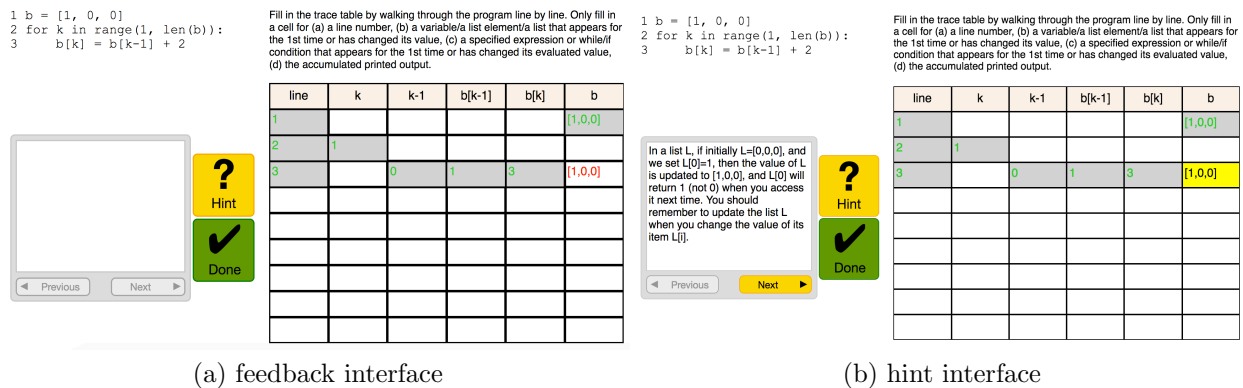 1 b = [1, 0, 0]
2 for k in range(1, len(b)):
3 b[k] = b[k-1] + 2
Fill in the trace table by walking through the program line by line. Only fill in
a cell for (a) a line number, (b) a variable/a list element/a list that appears for
the 1st time or has changed its value, (c) a specified expression or while/if
condition that appears for the 1st time or has changed its evaluated value,
(d) the accumulated printed output.
line k k-1 b[k-1] b[k] b
1 [1,0,0]
2 1
3 0 1 3 [1,0,0]
?
Hint
Done
Previous Next
(a) feedback interface
1 b = [1, 0, 0]
2 for k in range(1, len(b)):
3 b[k] = b[k-1] + 2
Fill in the trace table by walking through the program line by line. Only fill in
a cell for (a) a line number, (b) a variable/a list element/a list that appears for
the 1st time or has changed its value, (c) a specified expression or while/if
condition that appears for the 1st time or has changed its evaluated value,
(d) the accumulated printed output.
line k k-1 b[k-1] b[k] b
1 [1,0,0]
2 1
3 0 1 3 [1,0,0]
In a list L, if initially L=[0,0,0], and
we set L[0]=1, then the value of L
is updated to [1,0,0], and L[0] will
return 1 (not 0) when you access
it next time. You should
remember to update the list L
when you change the value of its
item L[i].
?
Hint
Done
Previous Next
(b) hint interface